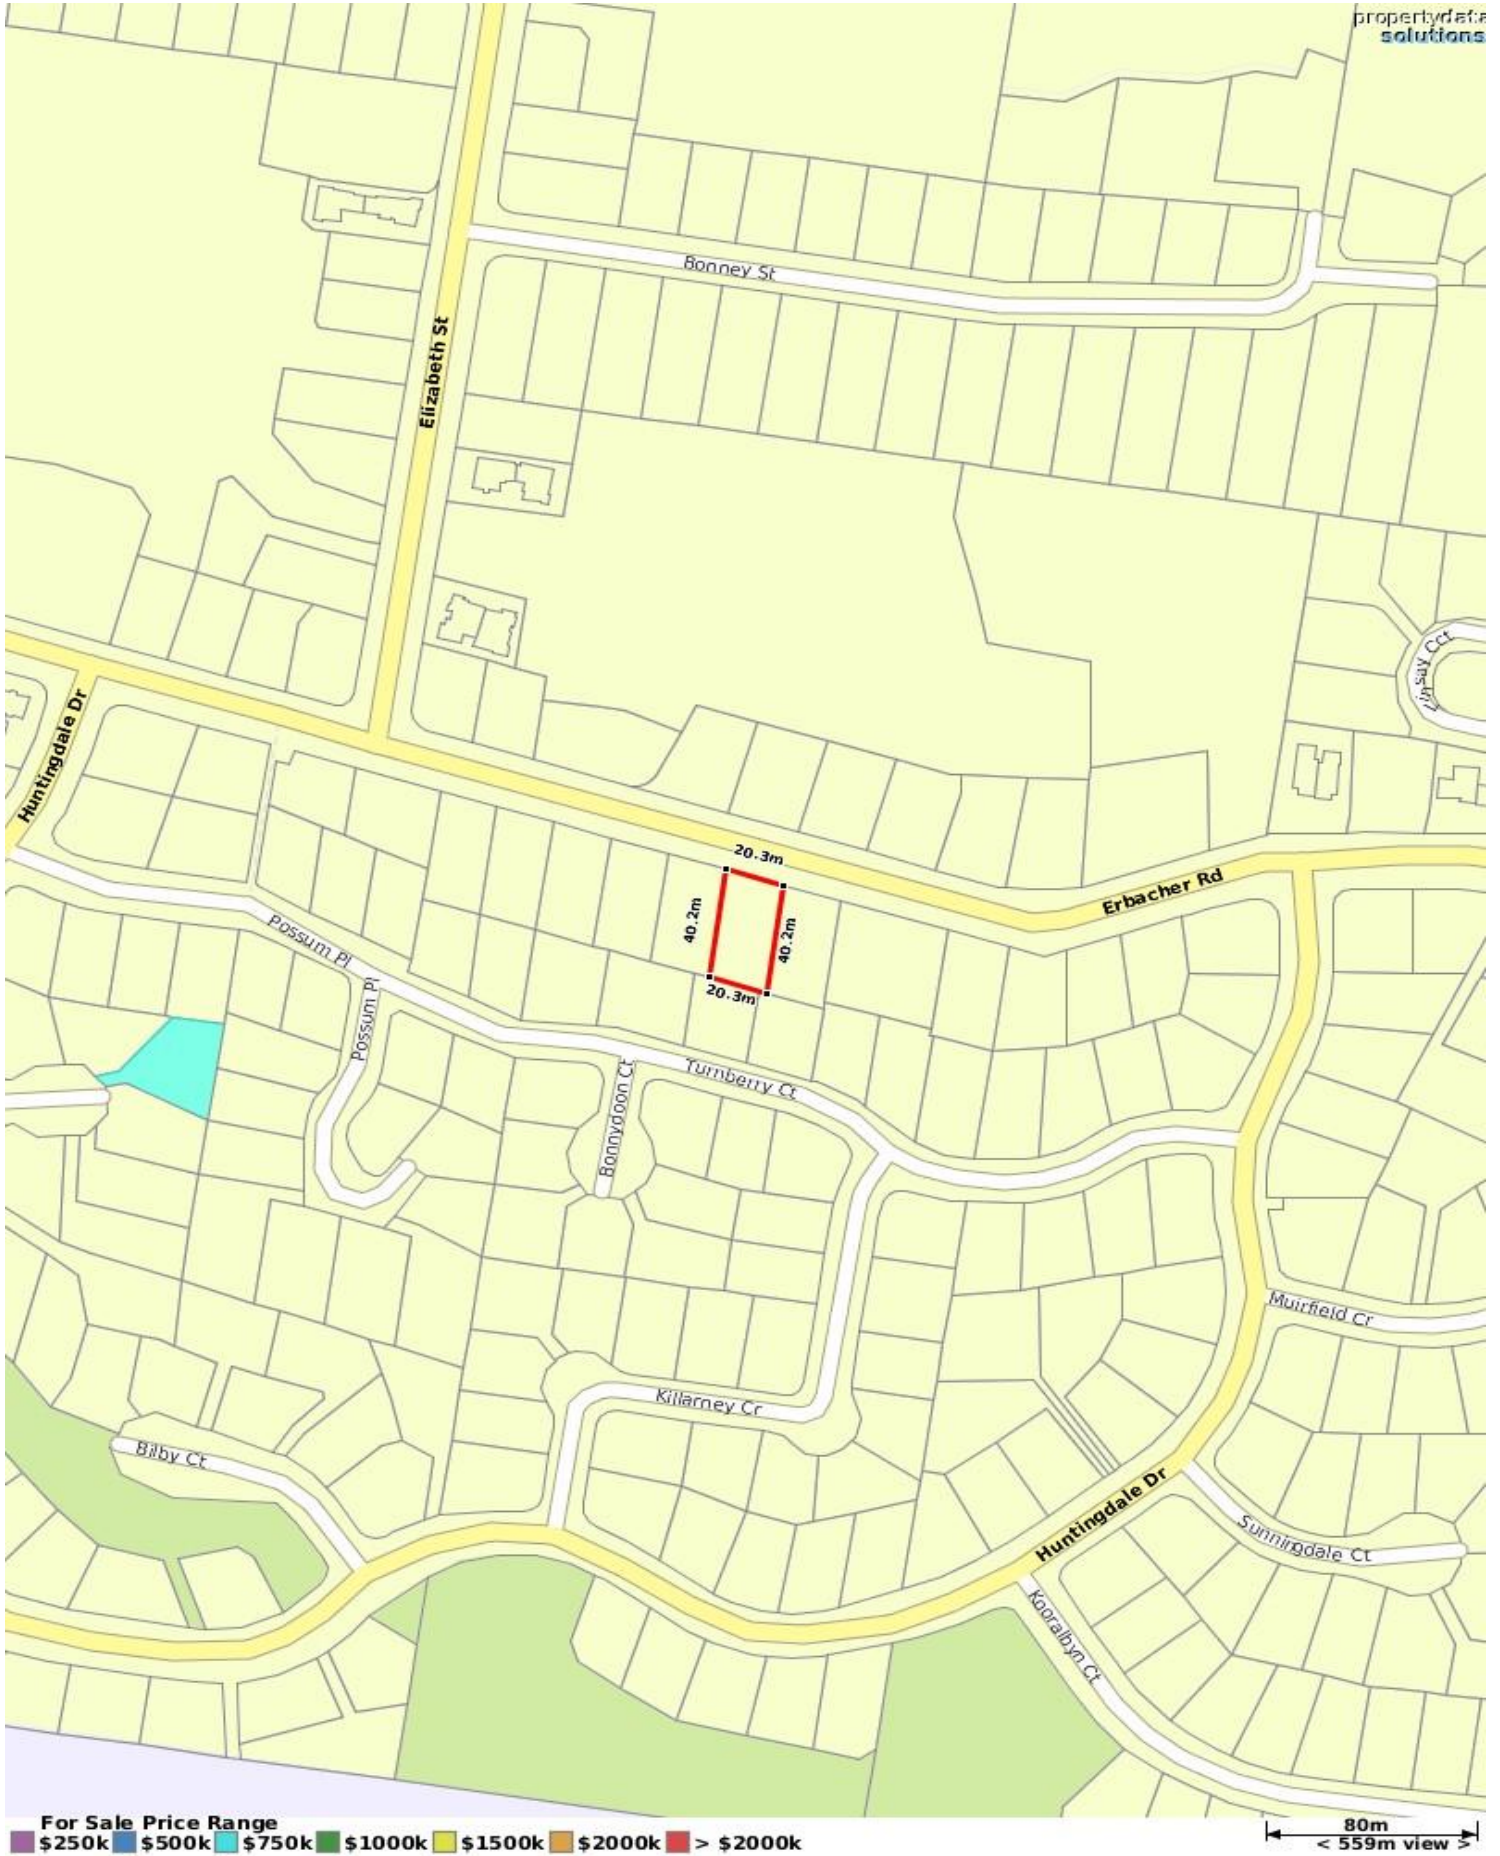 propertydata
solutions
Bonney St
Elizabeth St
Linsay Cct
Huntingdale Dr
20.3m
40.2m
40.2m
20.3m
Erbacher Rd
Possum Pl
Possum Pl
Turnberry Ct
Bonnydoon Ct
Muirfield Cr
Killarney Cr
Bilby Ct
Huntingdale Dr
Sunningdale Ct
Kooralbyn Ct
For Sale Price Range
$250k $500k $750k $1000k $1500k $2000k > $2000k
80m
< 559m view >